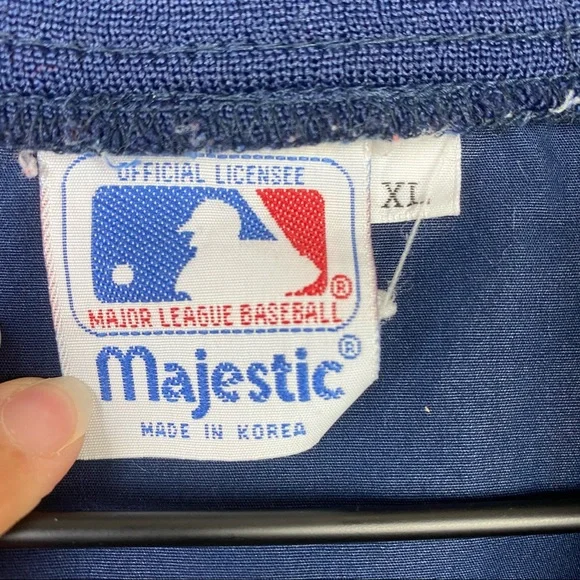 OFFICIAL LICENSEE
XL
®
MAJOR LEAGUE BASEBALL
Majestic®
MADE IN KOREA